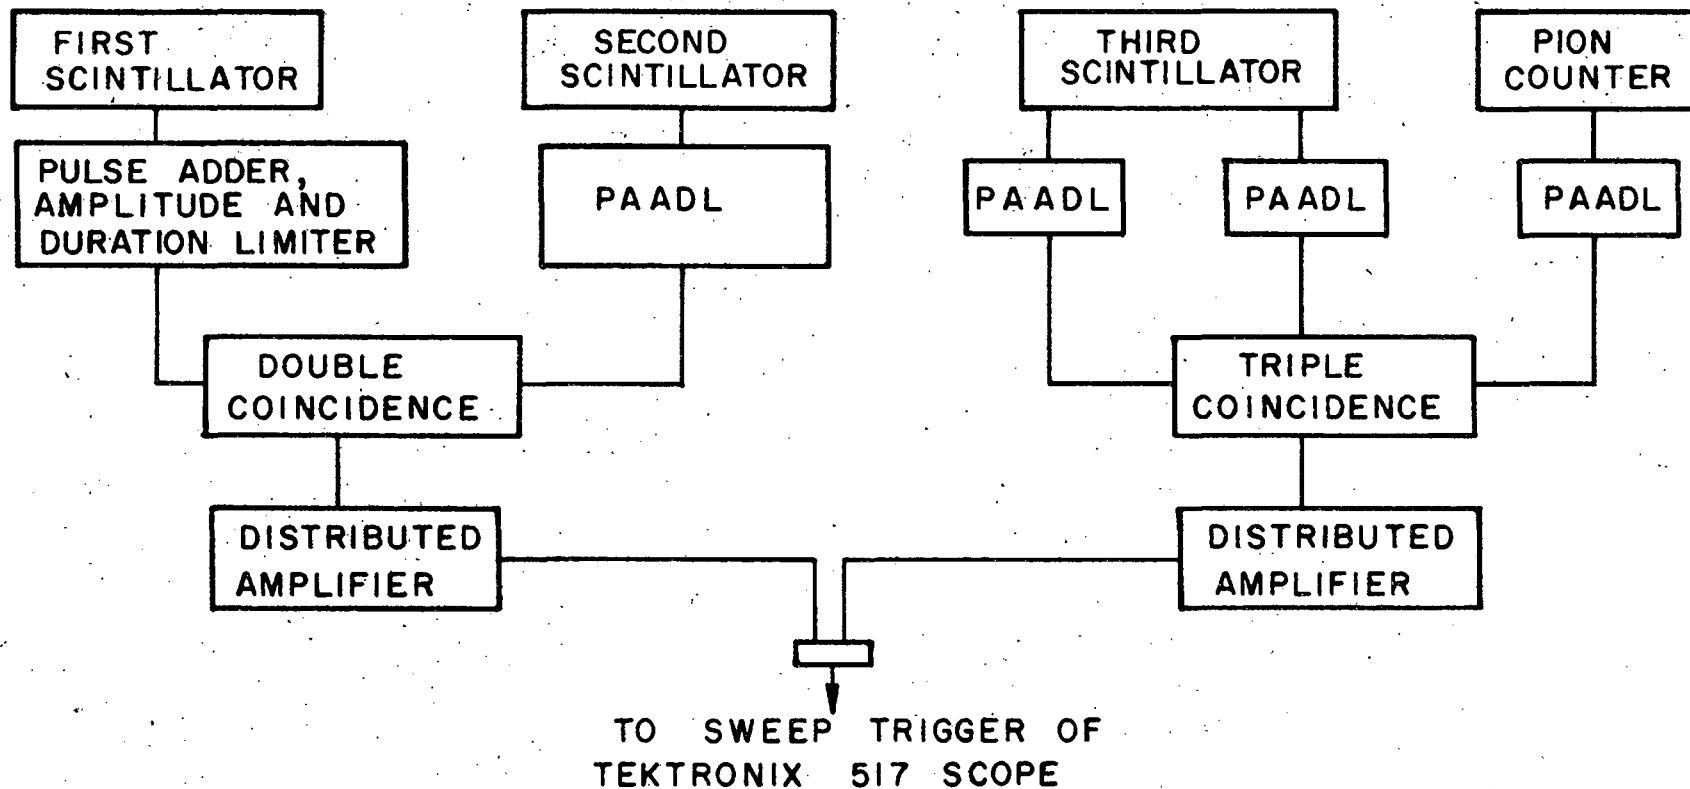 FIRST
SCINTILLATOR
SECOND
SCINTILLATOR
THIRD
SCINTILLATOR
PION
COUNTER
PULSE ADDER,
AMPLITUDE AND
DURATION LIMITER
PAADL
PAADL
PAADL
PAADL
DOUBLE
COINCIDENCE
TRIPLE
COINCIDENCE
DISTRIBUTED
AMPLIFIER
DISTRIBUTED
AMPLIFIER
TO SWEEP TRIGGER OF
TEKTRONIX 517 SCOPE